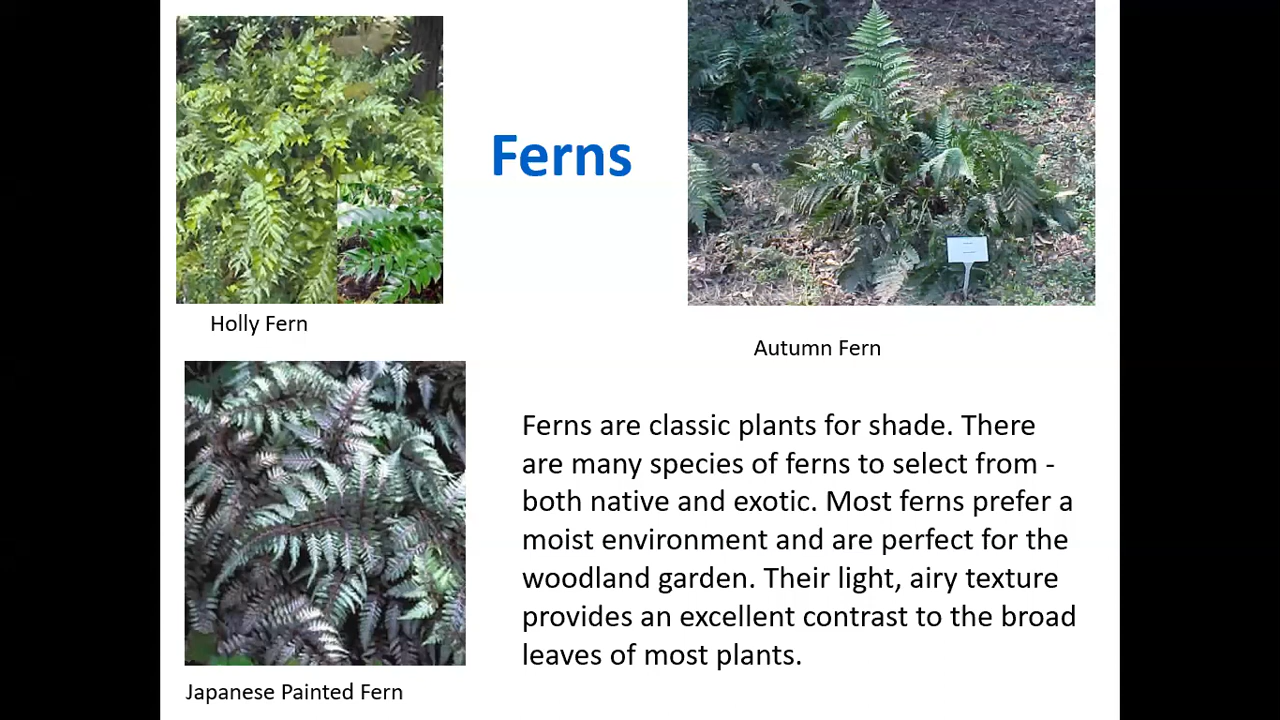 Ferns
Holly Fern
Autumn Fern
Ferns are classic plants for shade. There
are many species of ferns to select from -
both native and exotic. Most ferns prefer a
moist environment and are perfect for the
woodland garden. Their light, airy texture
provides an excellent contrast to the broad
leaves of most plants.
Japanese Painted Fern